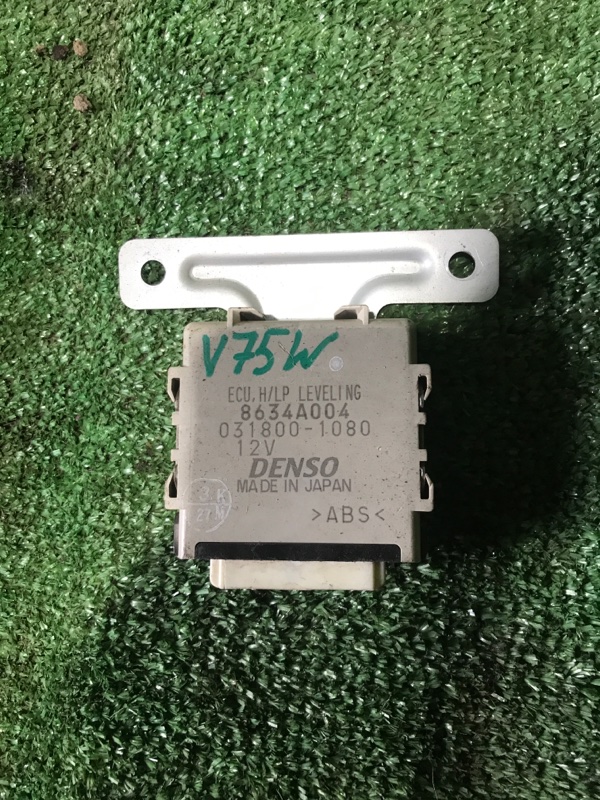 V75W
ECU, H/LP LEVELING
8634A004
031800-1080
12V
DENSO
MADE IN JAPAN
>ABS<